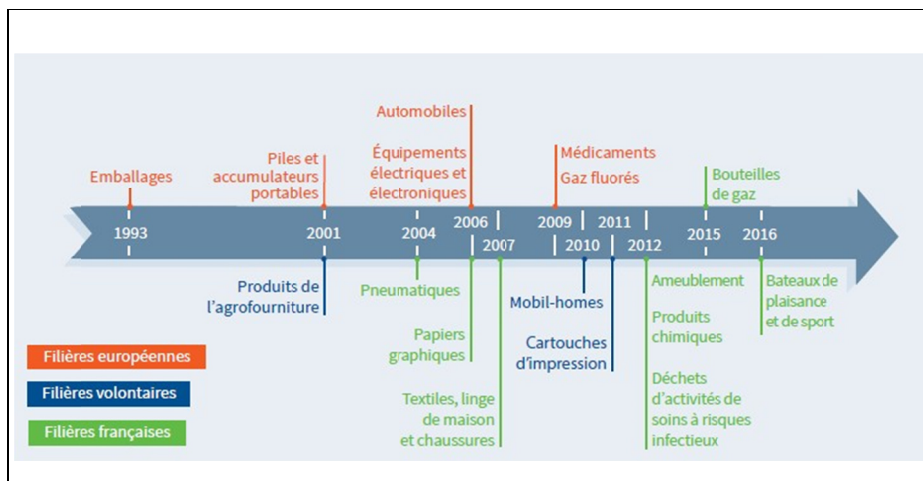 Automobiles
Emballages
Piles et
accumulateurs
portables
Équipements
électriques et
électroniques
Médicaments
Gaz fluorés
Bouteilles
de gaz
1993
2001
2004
2006
2007
2009
2010
2011
2012
2015
2016
Produits de
l'agrofourniture
Pneumatiques
Papiers
graphiques
Textiles, linge
de maison
et chaussures
Mobil-homes
Cartouches
d'impression
Ameublement
Produits
chimiques
Déchets
d'activités de
soins à risques
infectieux
Bateaux de
plaisance
et de sport
Filières européennes
Filières volontaires
Filières françaises